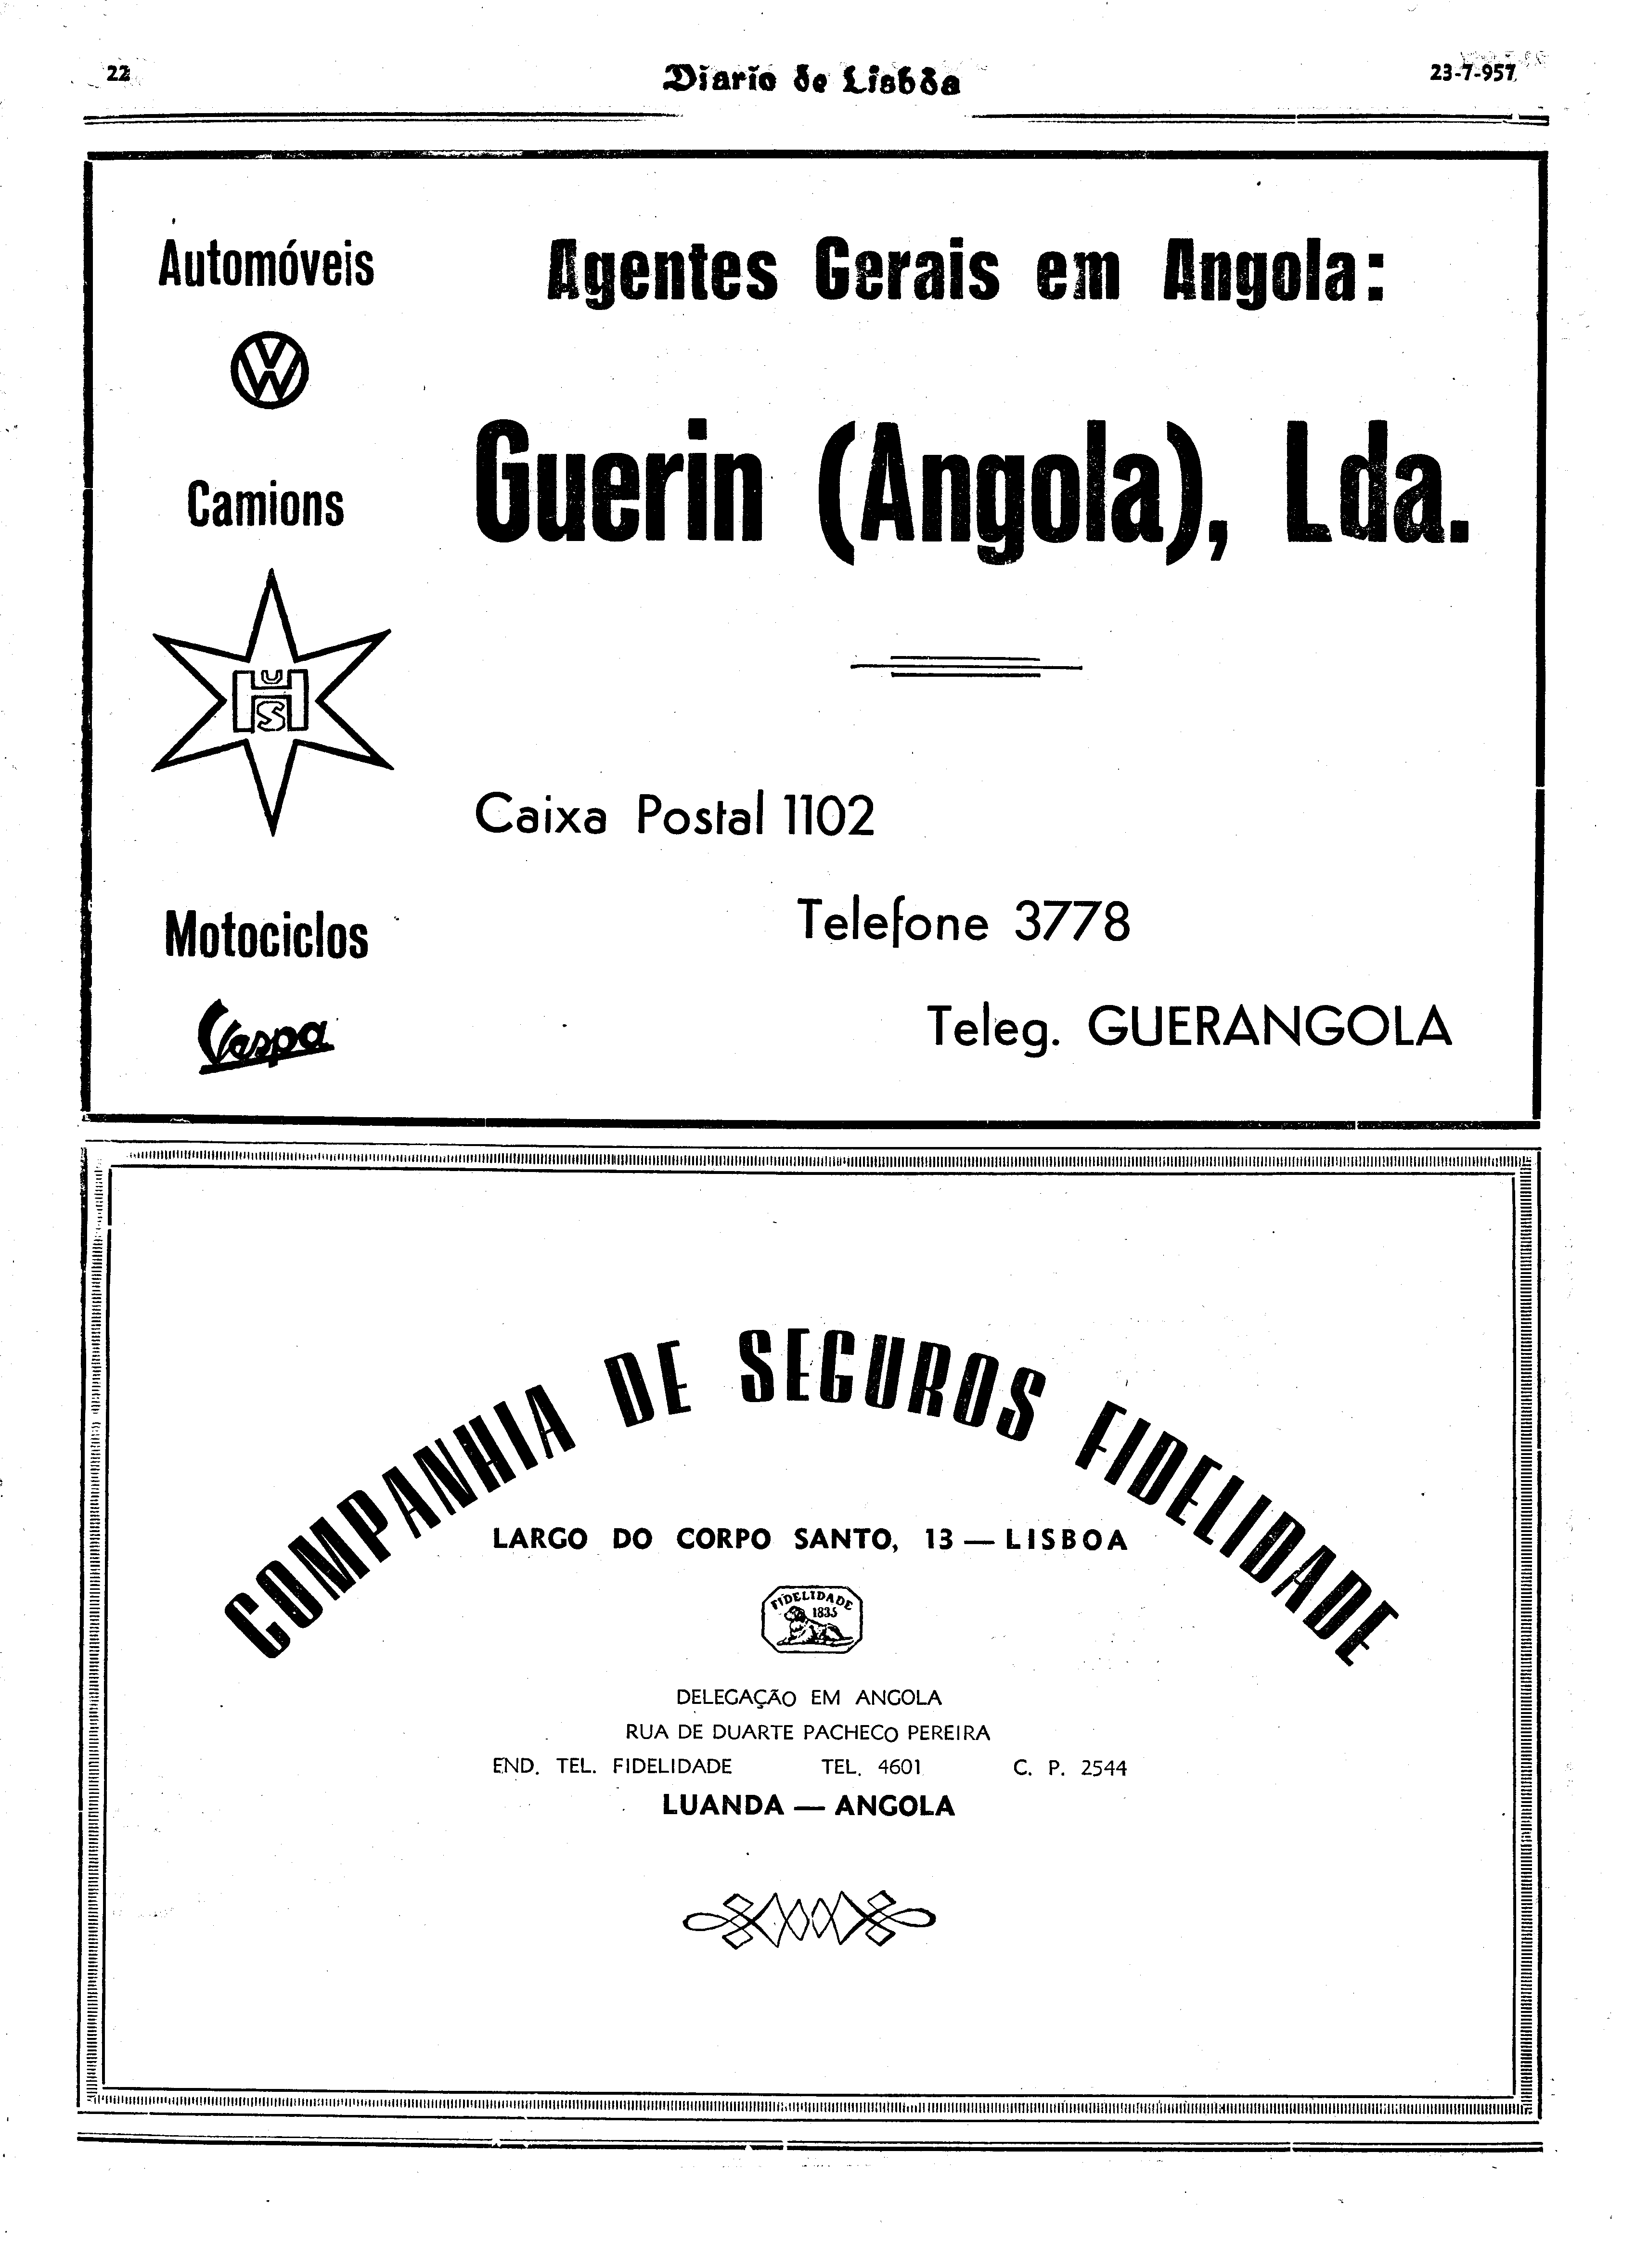 22
Diario de Lisbôa
23-7-957
Automóveis
VW
Camions
HUS
Motociclos
Vespa
Agentes Gerais em Angola:
Guerin (Angola), Lda.
Caixa Postal 1102
Telefone 3778
Teleg. GUERANGOLA
COMPANHIA DE SEGUROS FIDELIDADE
LARGO DO CORPO SANTO, 13 — LISBOA
FIDELIDADE
1835
DELEGAÇÃO EM ANGOLA
RUA DE DUARTE PACHECO PEREIRA
END. TEL. FIDELIDADE TEL. 4601 C. P. 2544
LUANDA — ANGOLA